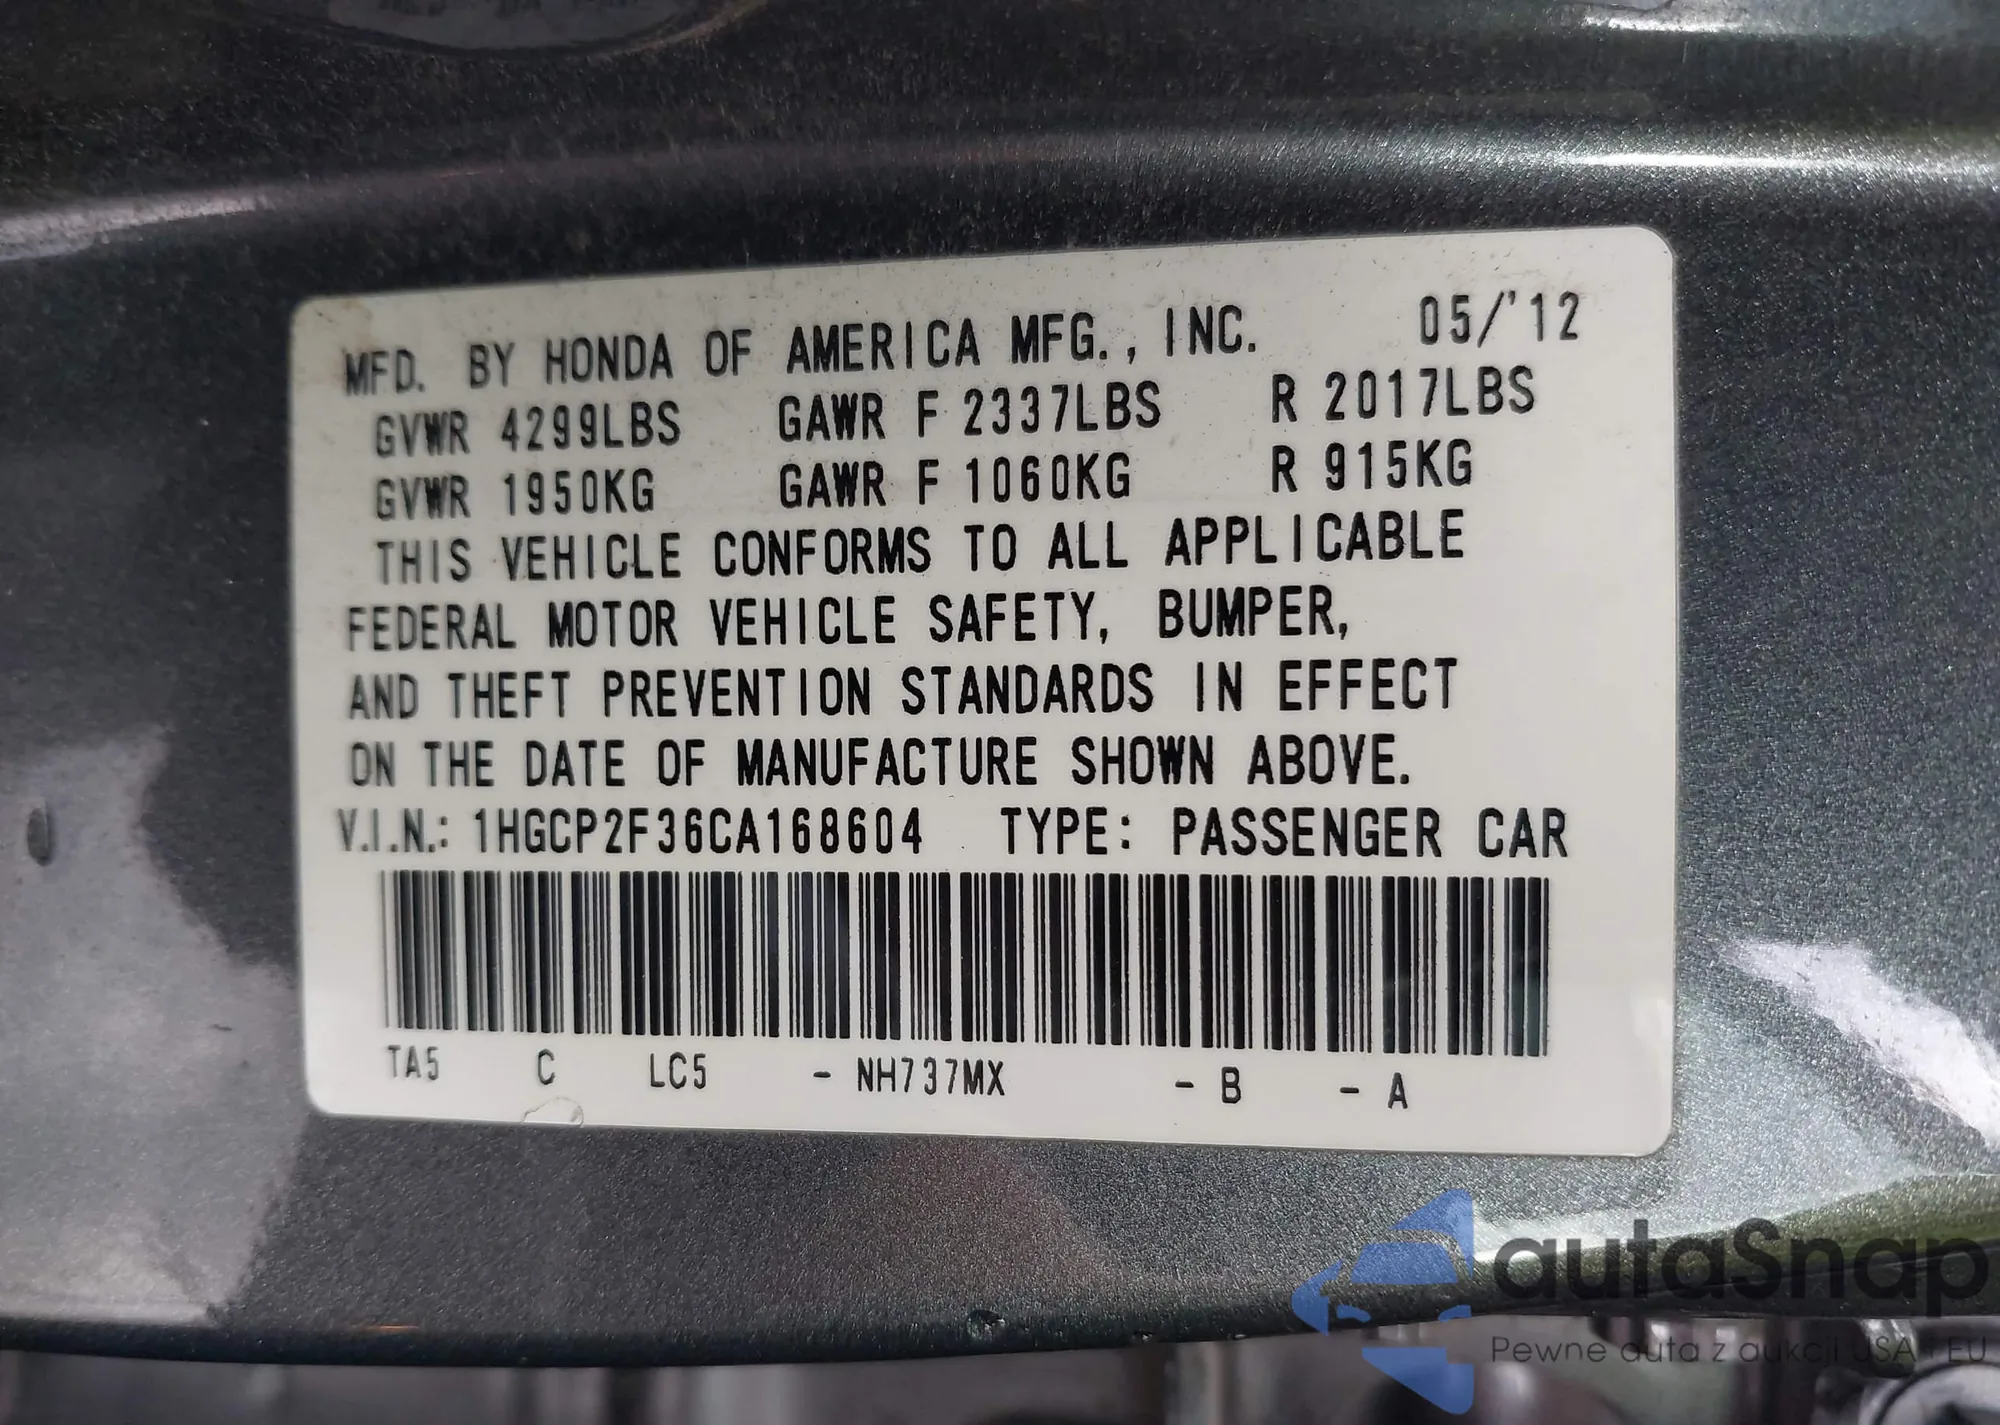 MFD. BY HONDA OF AMERICA MFG., INC. 05/'12
GVWR 4299LBS GAWR F 2337LBS R 2017LBS
GVWR 1950KG GAWR F 1060KG R 915KG
THIS VEHICLE CONFORMS TO ALL APPLICABLE
FEDERAL MOTOR VEHICLE SAFETY, BUMPER,
AND THEFT PREVENTION STANDARDS IN EFFECT
ON THE DATE OF MANUFACTURE SHOWN ABOVE.
V.I.N.: 1HGCP2F36CA168604 TYPE: PASSENGER CAR
TA5 C LC5 - NH737MX - B - A
autaSnap
Pewne auta z aukcji USA i EU